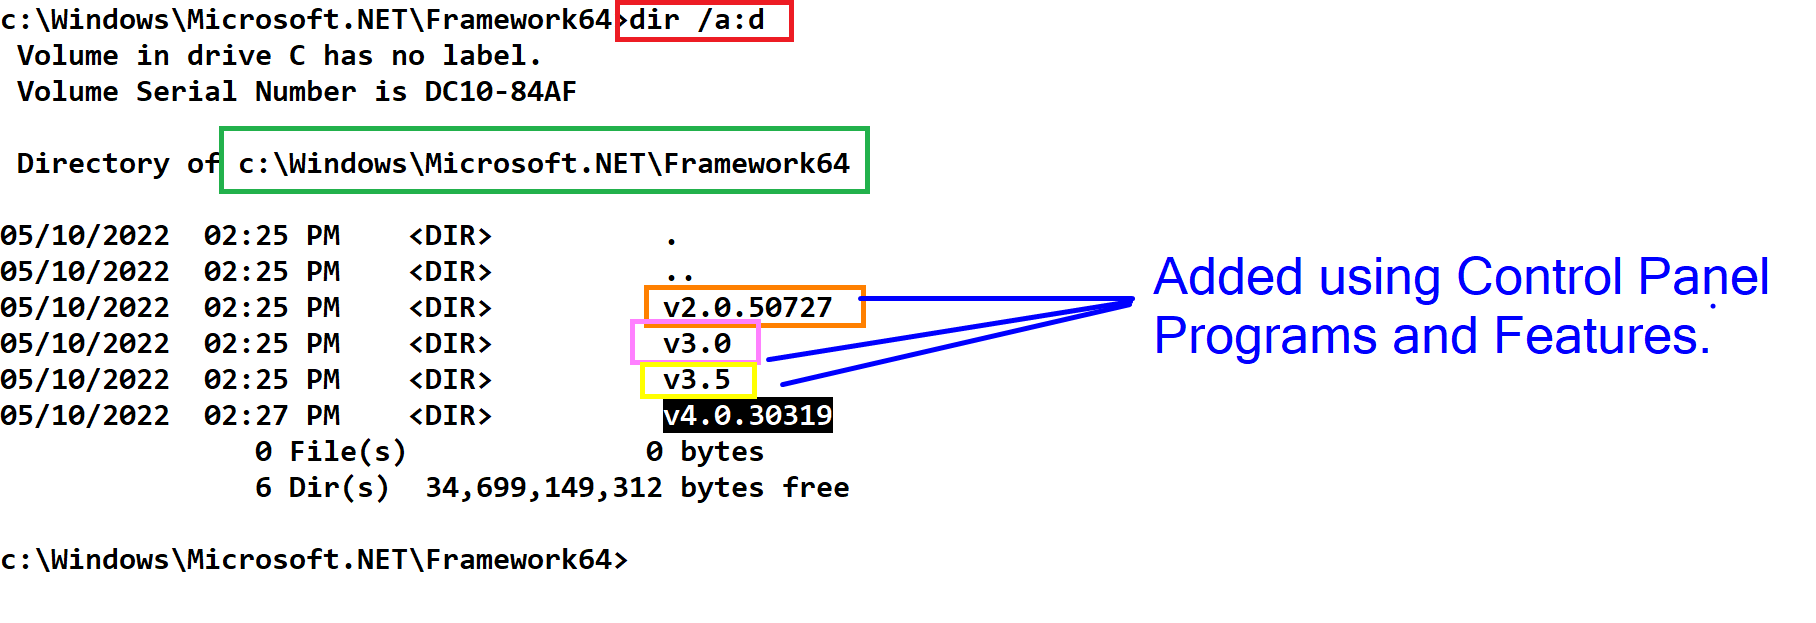 c:\Windows\Microsoft.NET\Framework64>dir /a:d
Volume in drive C has no label.
Volume Serial Number is DC10-84AF
Directory of c:\Windows\Microsoft.NET\Framework64
05/10/2022 02:25 PM <DIR> .
05/10/2022 02:25 PM <DIR> ..
05/10/2022 02:25 PM <DIR> v2.0.50727
05/10/2022 02:25 PM <DIR> v3.0
05/10/2022 02:25 PM <DIR> v3.5
05/10/2022 02:27 PM <DIR> v4.0.30319
0 File(s) 0 bytes
6 Dir(s) 34,699,149,312 bytes free
c:\Windows\Microsoft.NET\Framework64>
Added using Control Panel
Programs and Features.